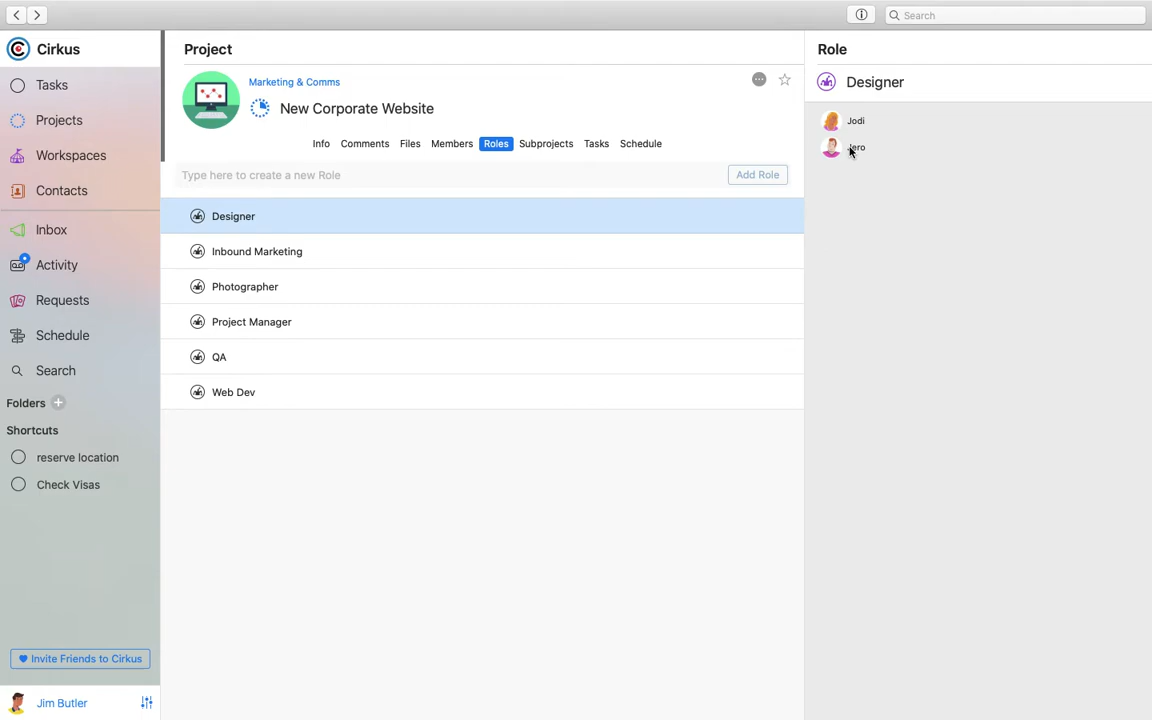 Search
Cirkus
Tasks
Projects
Workspaces
Contacts
Inbox
Activity
Requests
Schedule
Search
Folders
Shortcuts
reserve location
Check Visas
Invite Friends to Cirkus
Jim Butler
Project
Marketing & Comms
New Corporate Website
Info Comments Files Members Roles Subprojects Tasks Schedule
Type here to create a new Role Add Role
Designer
Inbound Marketing
Photographer
Project Manager
QA
Web Dev
Role
Designer
Jodi